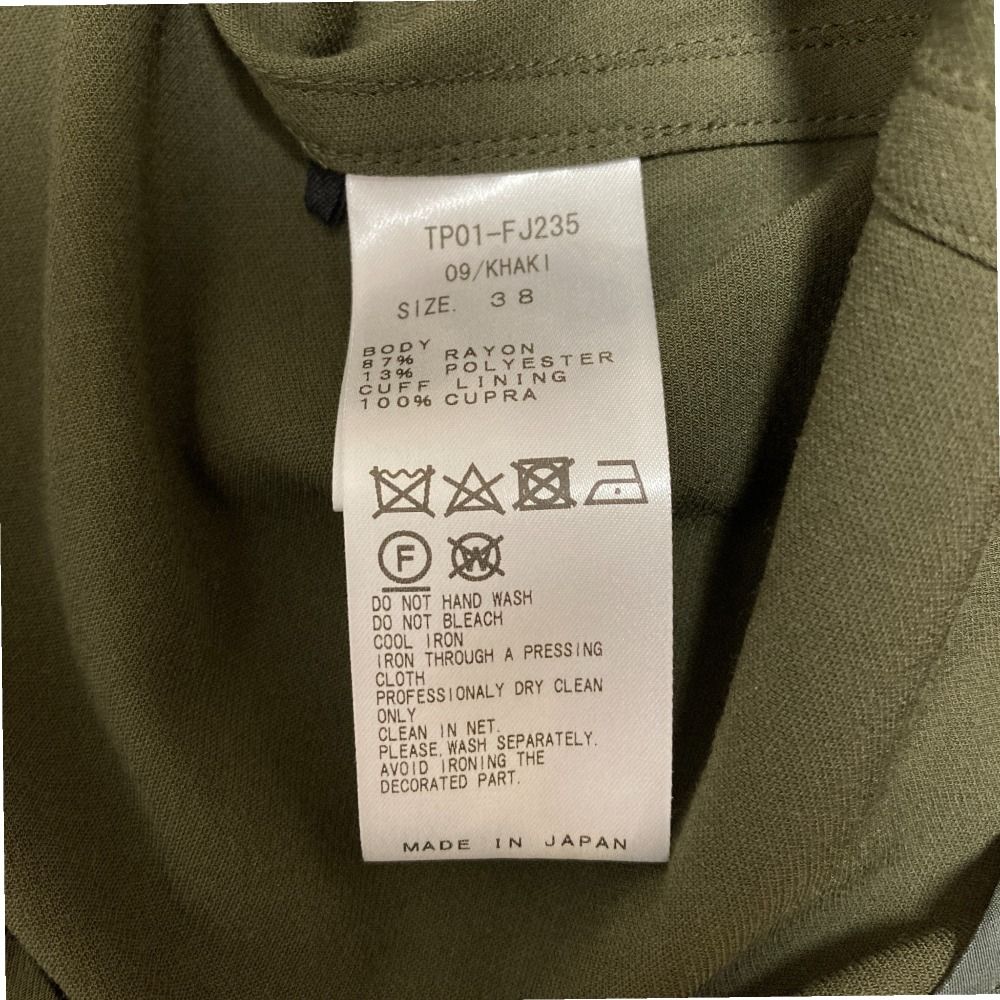 TP01-FJ235
09/KHAKI
SIZE. 38
BODY
87% RAYON
13% POLYESTER
CUFF LINING
100% CUPRA
F W
DO NOT HAND WASH
DO NOT BLEACH
COOL IRON
IRON THROUGH A PRESSING
CLOTH
PROFESSIONALY DRY CLEAN
ONLY
CLEAN IN NET.
PLEASE.WASH SEPARATELY.
AVOID IRONING THE
DECORATED PART.
MADE IN JAPAN